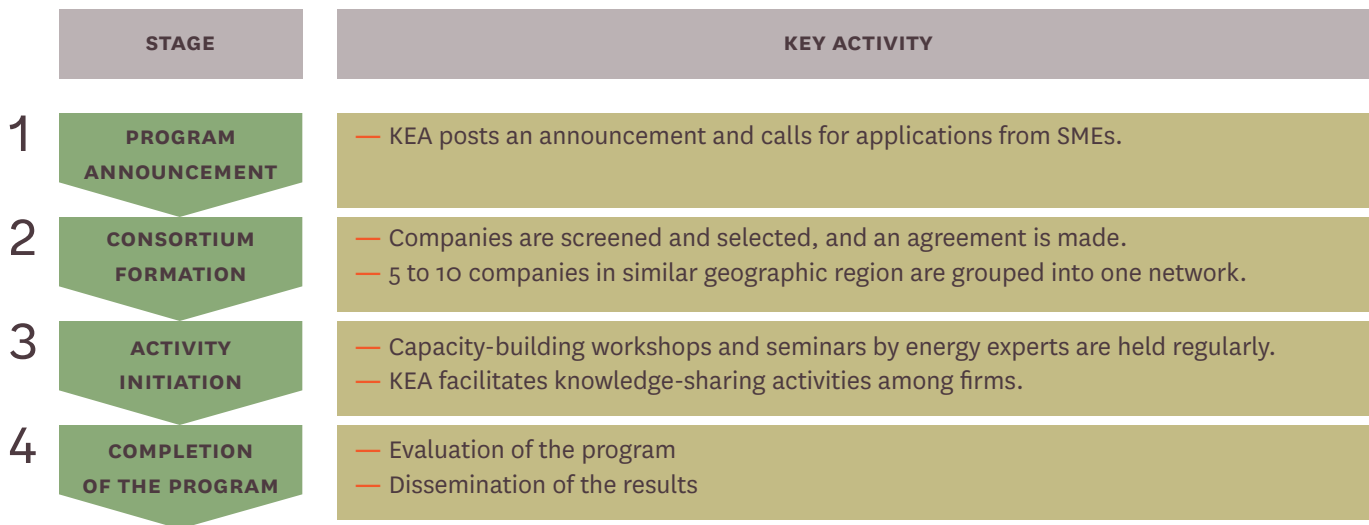 STAGE
KEY ACTIVITY
1
PROGRAM
ANNOUNCEMENT
— KEA posts an announcement and calls for applications from SMEs.
2
CONSORTIUM
FORMATION
— Companies are screened and selected, and an agreement is made.
— 5 to 10 companies in similar geographic region are grouped into one network.
3
ACTIVITY
INITIATION
— Capacity-building workshops and seminars by energy experts are held regularly.
— KEA facilitates knowledge-sharing activities among firms.
4
COMPLETION
OF THE PROGRAM
— Evaluation of the program
— Dissemination of the results